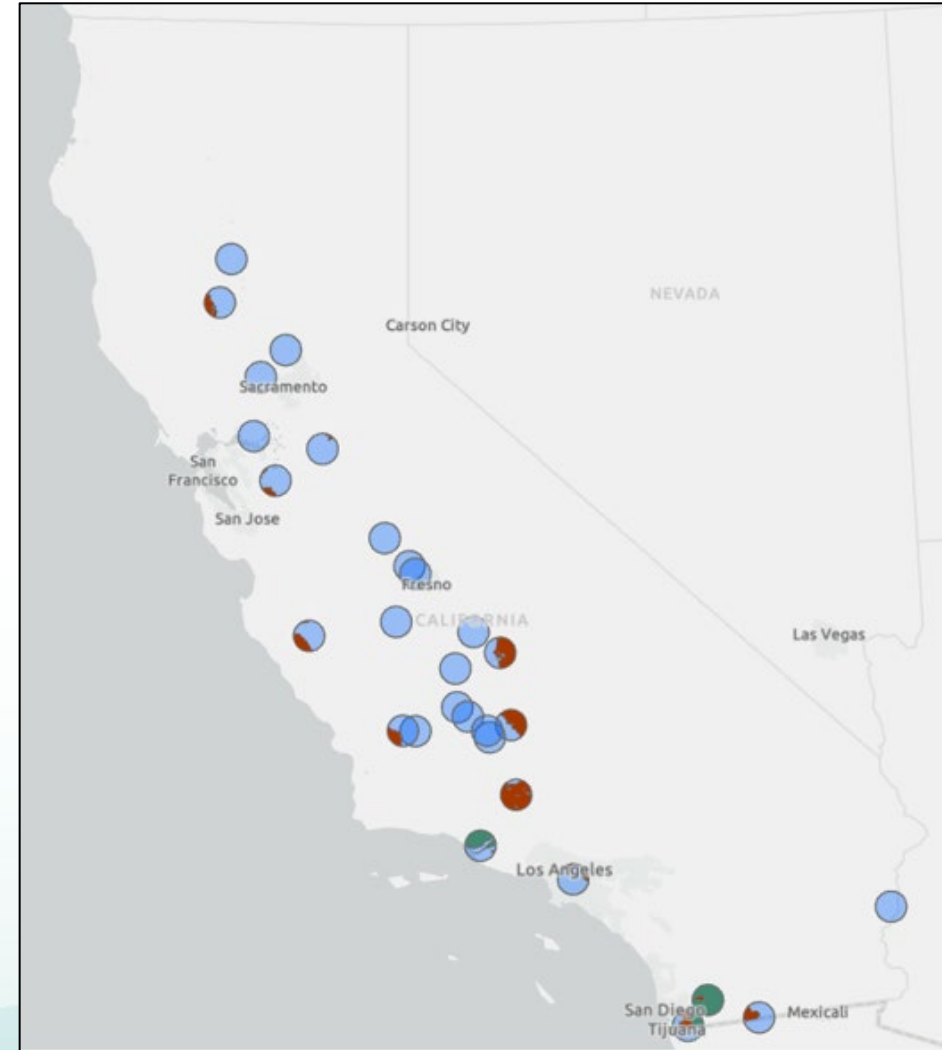 NEVADA
Carson City
Sacramento
San
Francisco
San Jose
Fresno
CALIFORNIA
Las Vegas
Los Angeles
San Diego
Mexicali
Tijuana